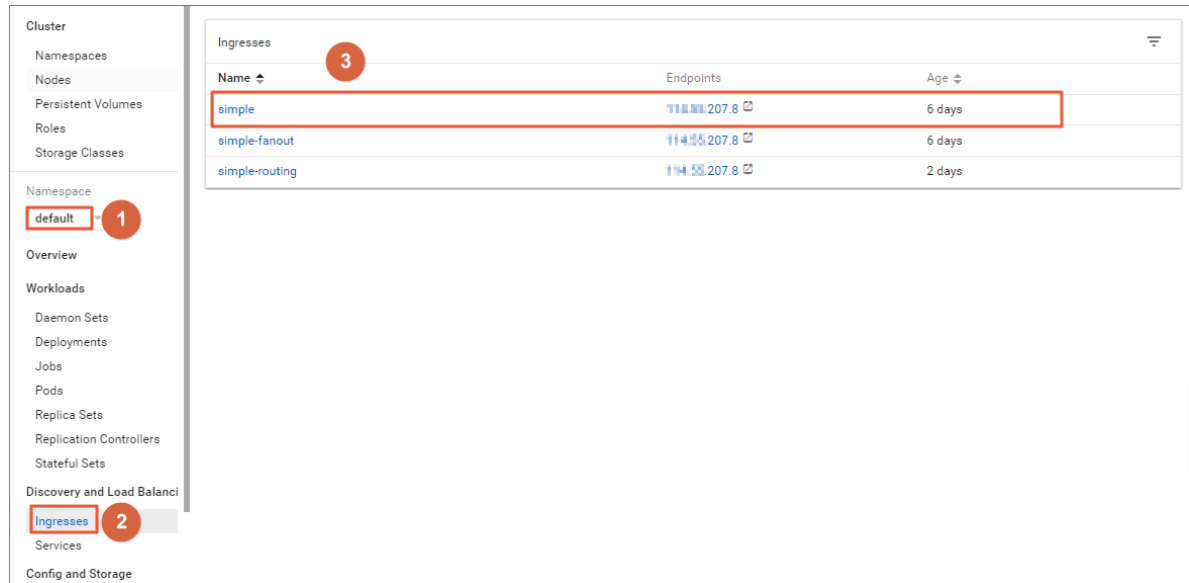 Cluster
Namespaces
Nodes
Persistent Volumes
Roles
Storage Classes
Namespace
default
1
Overview
Workloads
Daemon Sets
Deployments
Jobs
Pods
Replica Sets
Replication Controllers
Stateful Sets
Discovery and Load Balanci
Ingresses
2
Services
Config and Storage
Ingresses
3
Name Endpoints Age
simple .207.8 6 days
simple-fanout .207.8 6 days
simple-routing .207.8 2 days